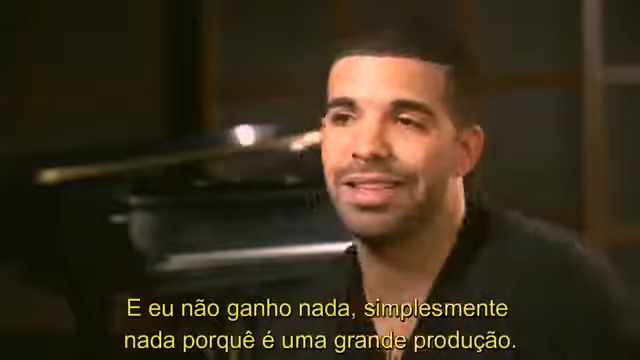 E eu não ganho nada, simplesmente
nada porquê é uma grande produção.